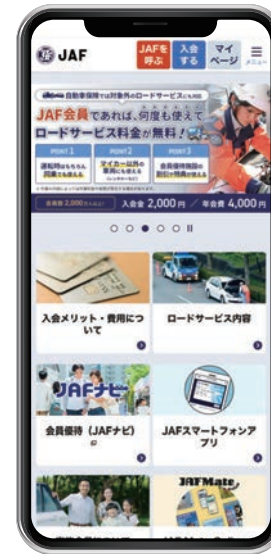 JAF
JAFを
呼ぶ
入会
する
マイ
ページ
メニュー
自動車保険では対象外のロードサービスにも対応
JAF会員であれば、何度も使えて
ロードサービス料金が無料!
POINT 1
運転時はもちろん
同乗でも使える
POINT 2
マイカー以外の
車両にも使える
POINT 3
会員優待施設の
割引や特典が使える
入会金 2,000円 / 年会費 4,000円
入会メリット・費用につ
いて
ロードサービス内容
JAFナビ
会員優待(JAFナビ)
JAFスマートフォンア
プリ
JAFMate